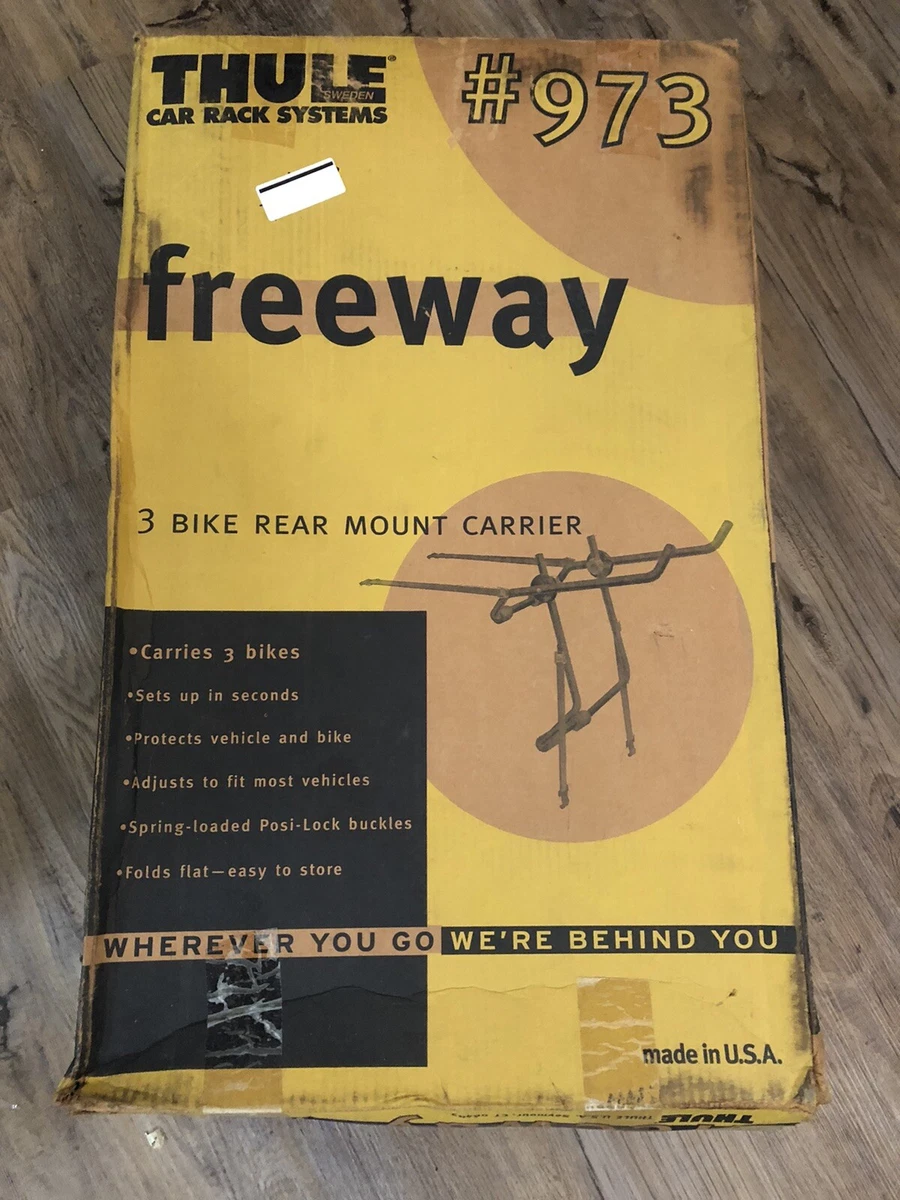 THULE®
SWEDEN
CAR RACK SYSTEMS
#973
freeway
3 BIKE REAR MOUNT CARRIER
•Carries 3 bikes
•Sets up in seconds
•Protects vehicle and bike
•Adjusts to fit most vehicles
•Spring-loaded Posi-Lock buckles
•Folds flat—easy to store
WHEREVER YOU GO WE'RE BEHIND YOU
made in U.S.A.
THULE